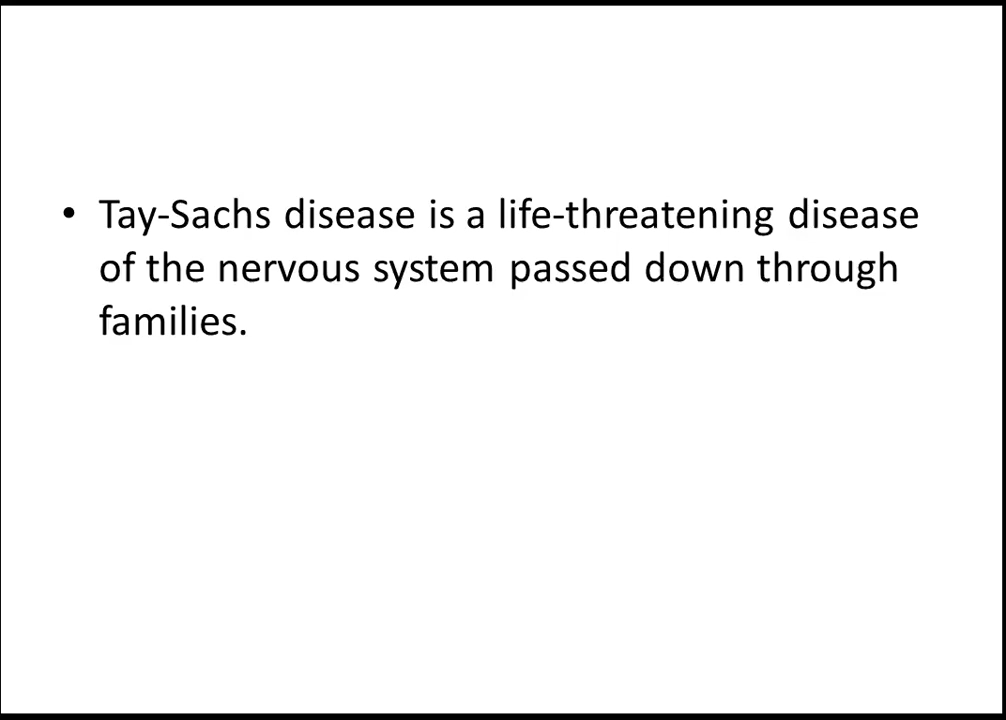 • Tay-Sachs disease is a life-threatening disease
of the nervous system passed down through
families.